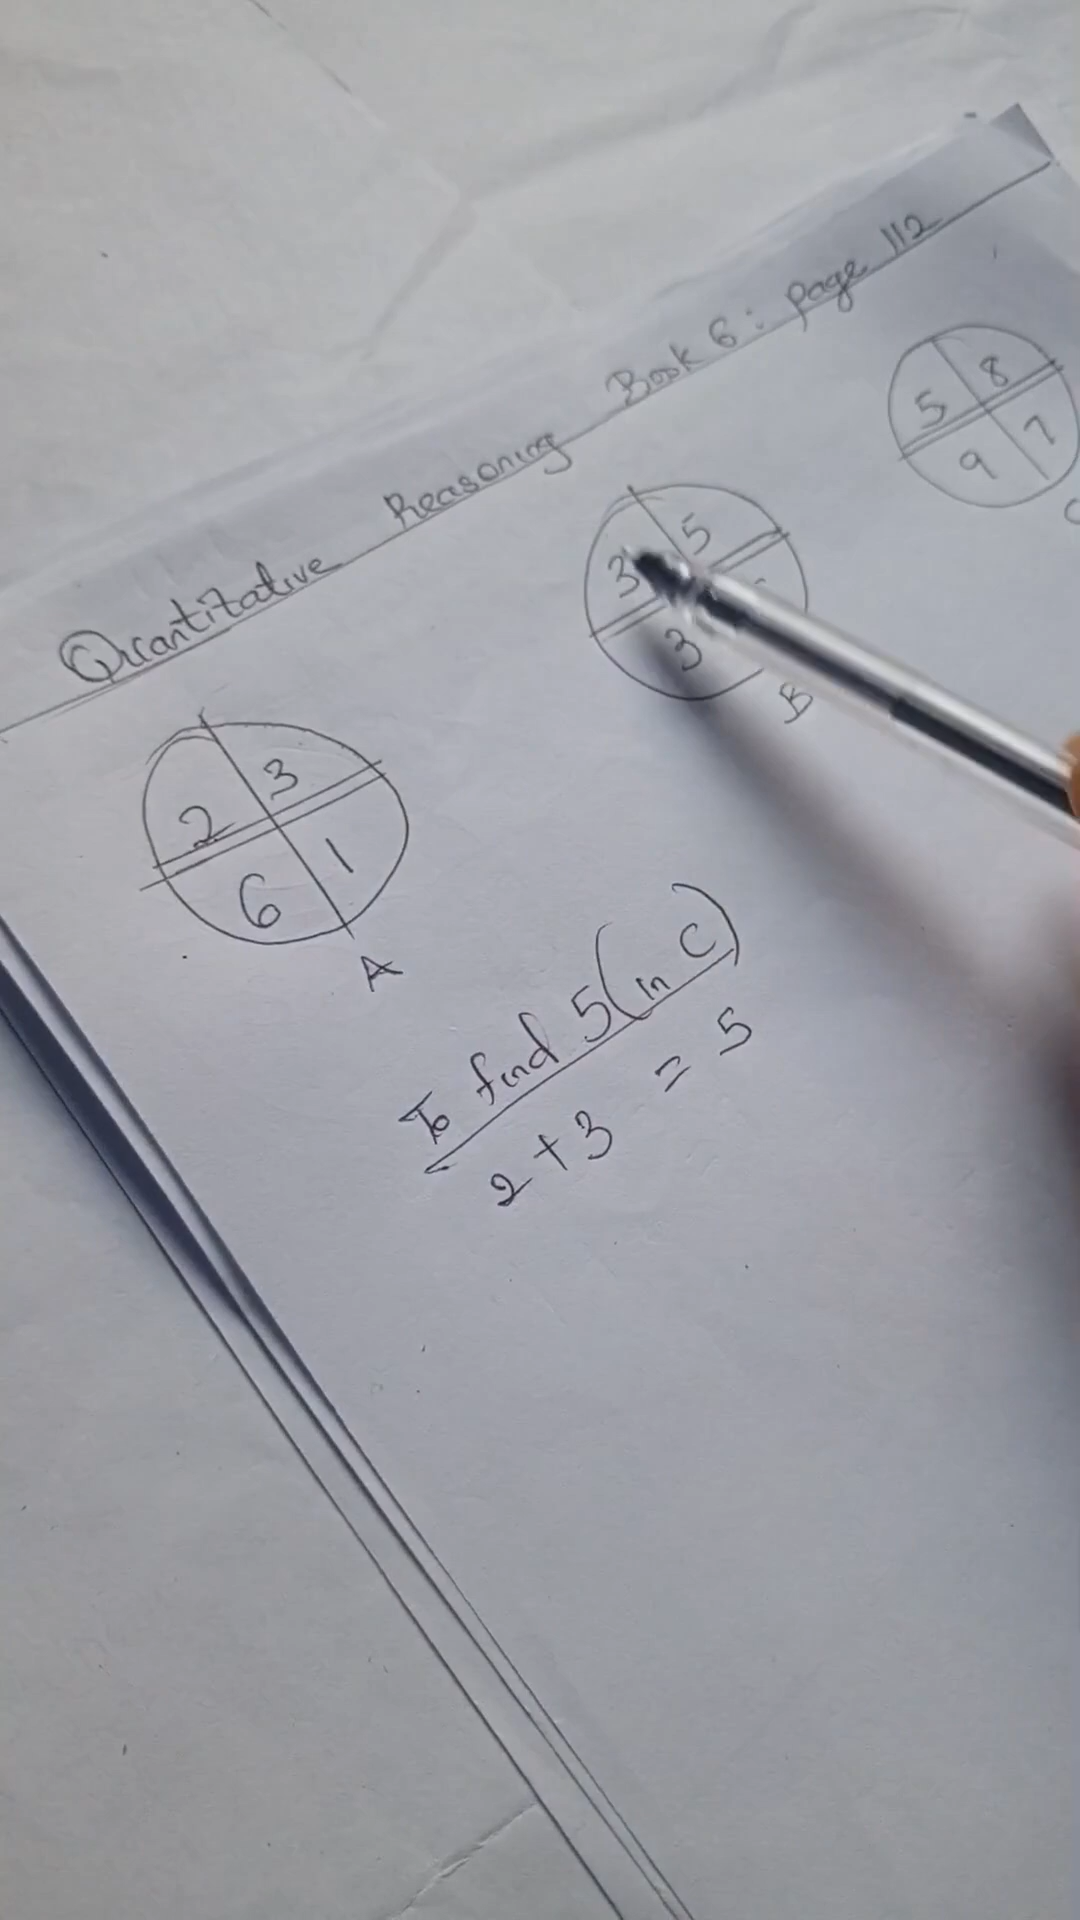 Quantitative Reasoning Book 6: page 112
2 3
6 1
A
3 5
3
B
5 8
9 7
C
To find 5 (in C)
2 + 3 = 5